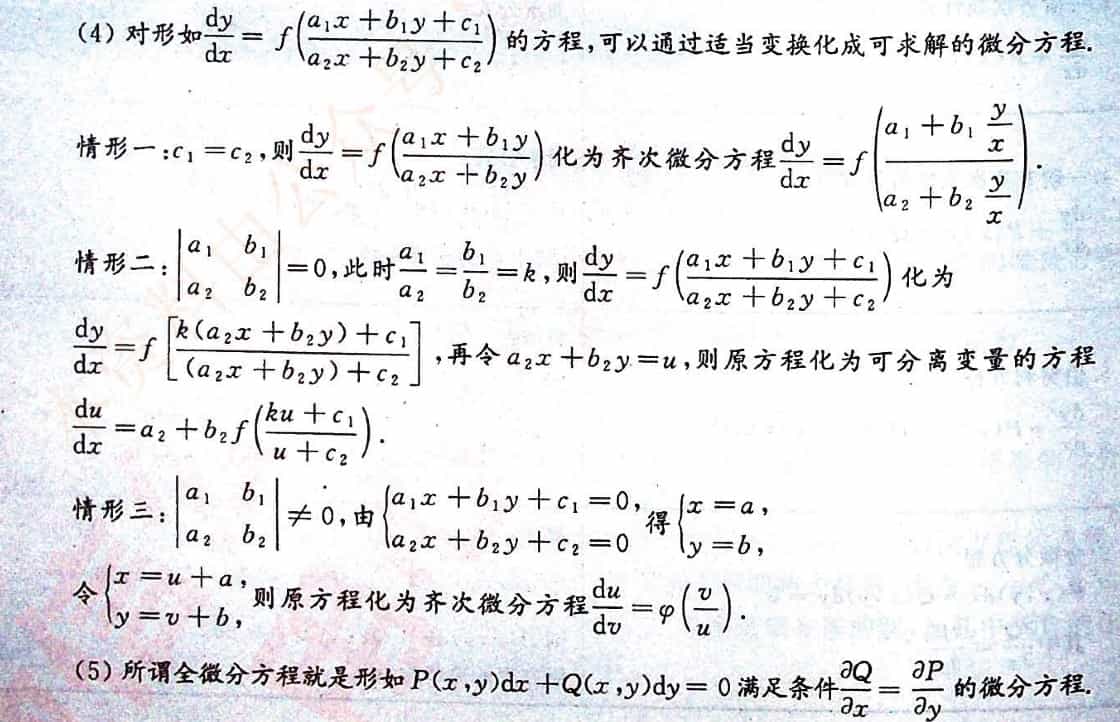 (4) 对形如 $\frac{dy}{dx} = f\left(\frac{a_1x+b_1y+c_1}{a_2x+b_2y+c_2}\right)$ 的方程,可以通过适当变换化成可求解的微分方程.
情形一:$c_1=c_2$,则 $\frac{dy}{dx}=f\left(\frac{a_1x+b_1y}{a_2x+b_2y}\right)$ 化为齐次微分方程 $\frac{dy}{dx}=f\left(\frac{a_1+b_1\frac{y}{x}}{a_2+b_2\frac{y}{x}}\right)$.
情形二:$\begin{vmatrix} a_1 & b_1 \\ a_2 & b_2 \end{vmatrix}=0$,此时 $\frac{a_1}{a_2}=\frac{b_1}{b_2}=k$,则 $\frac{dy}{dx}=f\left(\frac{a_1x+b_1y+c_1}{a_2x+b_2y+c_2}\right)$ 化为
$\frac{dy}{dx}=f\left[\frac{k(a_2x+b_2y)+c_1}{(a_2x+b_2y)+c_2}\right]$,再令 $a_2x+b_2y=u$,则原方程化为可分离变量的方程
$\frac{du}{dx}=a_2+b_2f\left(\frac{ku+c_1}{u+c_2}\right)$.
情形三:$\begin{vmatrix} a_1 & b_1 \\ a_2 & b_2 \end{vmatrix}\neq 0$,由 $\begin{cases} a_1x+b_1y+c_1=0, \\ a_2x+b_2y+c_2=0 \end{cases}$ 得 $\begin{cases} x=a, \\ y=b, \end{cases}$
令 $\begin{cases} x=u+a, \\ y=v+b, \end{cases}$ 则原方程化为齐次微分方程 $\frac{du}{dv}=\varphi\left(\frac{v}{u}\right)$.
(5) 所谓全微分方程就是形如 $P(x,y)dx+Q(x,y)dy=0$ 满足条件 $\frac{\partial Q}{\partial x}=\frac{\partial P}{\partial y}$ 的微分方程.